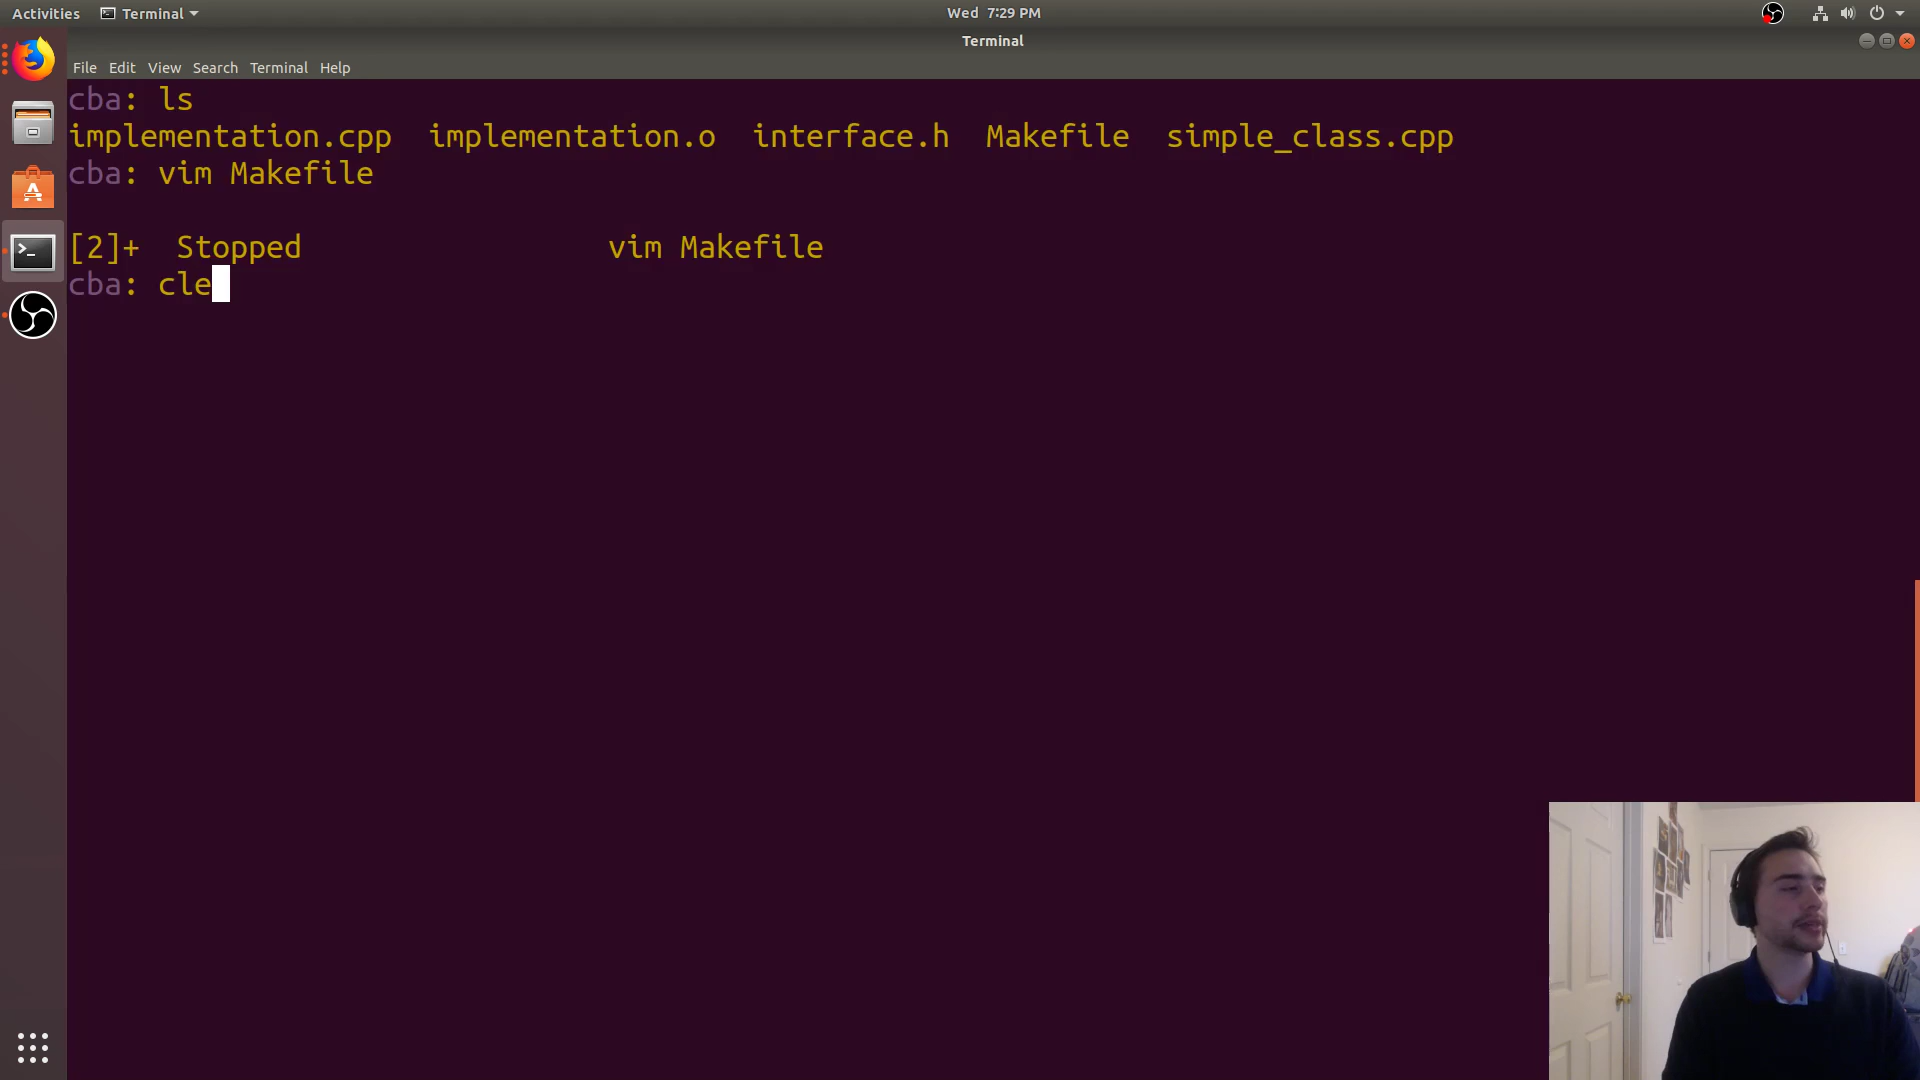 Activities Terminal Wed 7:29 PM
Terminal
File Edit View Search Terminal Help
cba: ls
implementation.cpp implementation.o interface.h Makefile simple_class.cpp
cba: vim Makefile
[2]+ Stopped vim Makefile
cba: cle